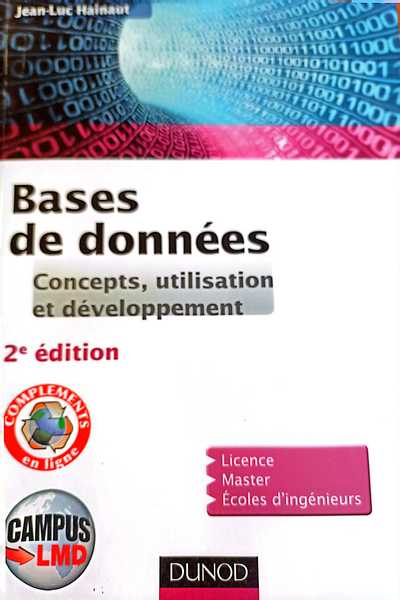 Jean-Luc Hainaut
Bases
de données
Concepts, utilisation
et développement
2e édition
COMPLEMENTS
en ligne
Licence
Master
Écoles d'ingénieurs
CAMPUS
LMD
DUNOD